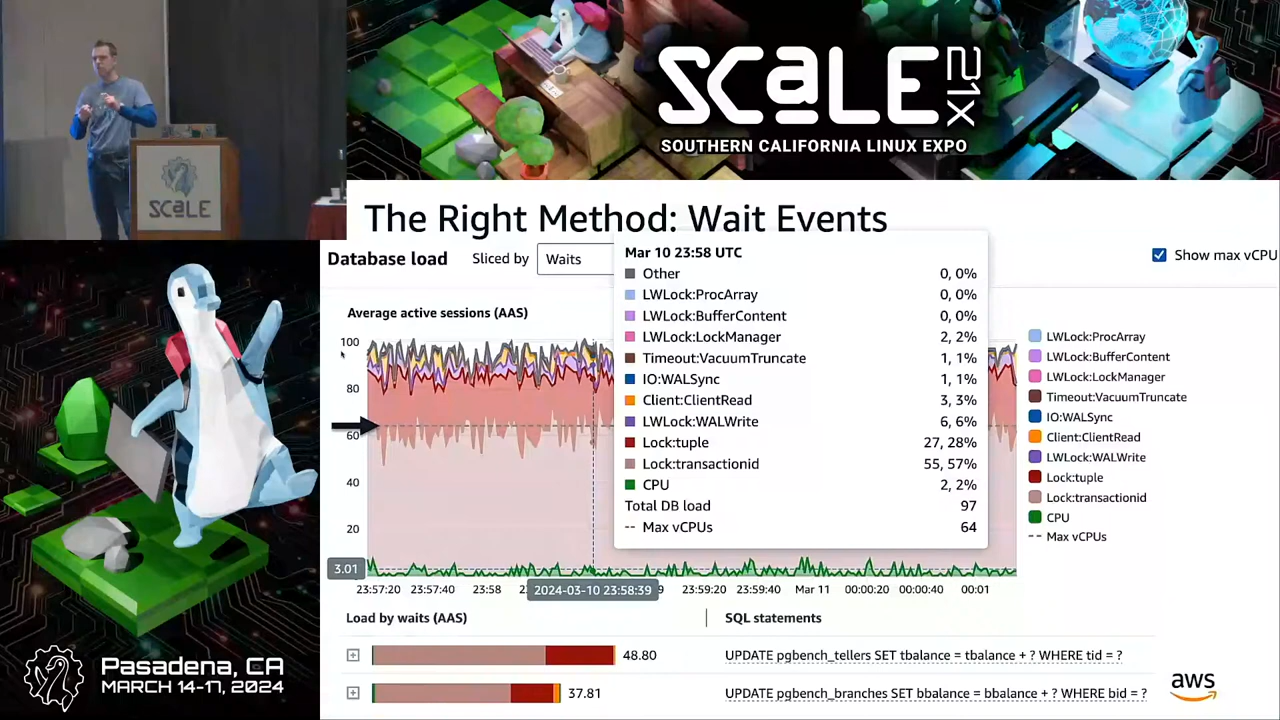 SCaLE 21X
SOUTHERN CALIFORNIA LINUX EXPO
SCaLE
The Right Method: Wait Events
Database load
Sliced by
Waits
Show max vCPU
Mar 10 23:58 UTC
Other 0, 0%
LWLock:ProcArray 0, 0%
LWLock:BufferContent 0, 0%
LWLock:LockManager 2, 2%
Timeout:VacuumTruncate 1, 1%
IO:WALSync 1, 1%
Client:ClientRead 3, 3%
LWLock:WALWrite 6, 6%
Lock:tuple 27, 28%
Lock:transactionid 55, 57%
CPU 2, 2%
Total DB load 97
-- Max vCPUs 64
Average active sessions (AAS)
100
80
60
40
20
3.01
LWLock:ProcArray
LWLock:BufferContent
LWLock:LockManager
Timeout:VacuumTruncate
IO:WALSync
Client:ClientRead
LWLock:WALWrite
Lock:tuple
Lock:transactionid
CPU
-- Max vCPUs
23:57:20 23:57:40 23:58 2024-03-10 23:58:39 23:59:20 23:59:40 Mar 11 00:00:20 00:00:40 00:01
Load by waits (AAS)
SQL statements
48.80 UPDATE pgbench_tellers SET tbalance = tbalance + ? WHERE tid = ?
37.81 UPDATE pgbench_branches SET bbalance = bbalance + ? WHERE bid = ?
aws
Pasadena, CA
MARCH 14-17, 2024